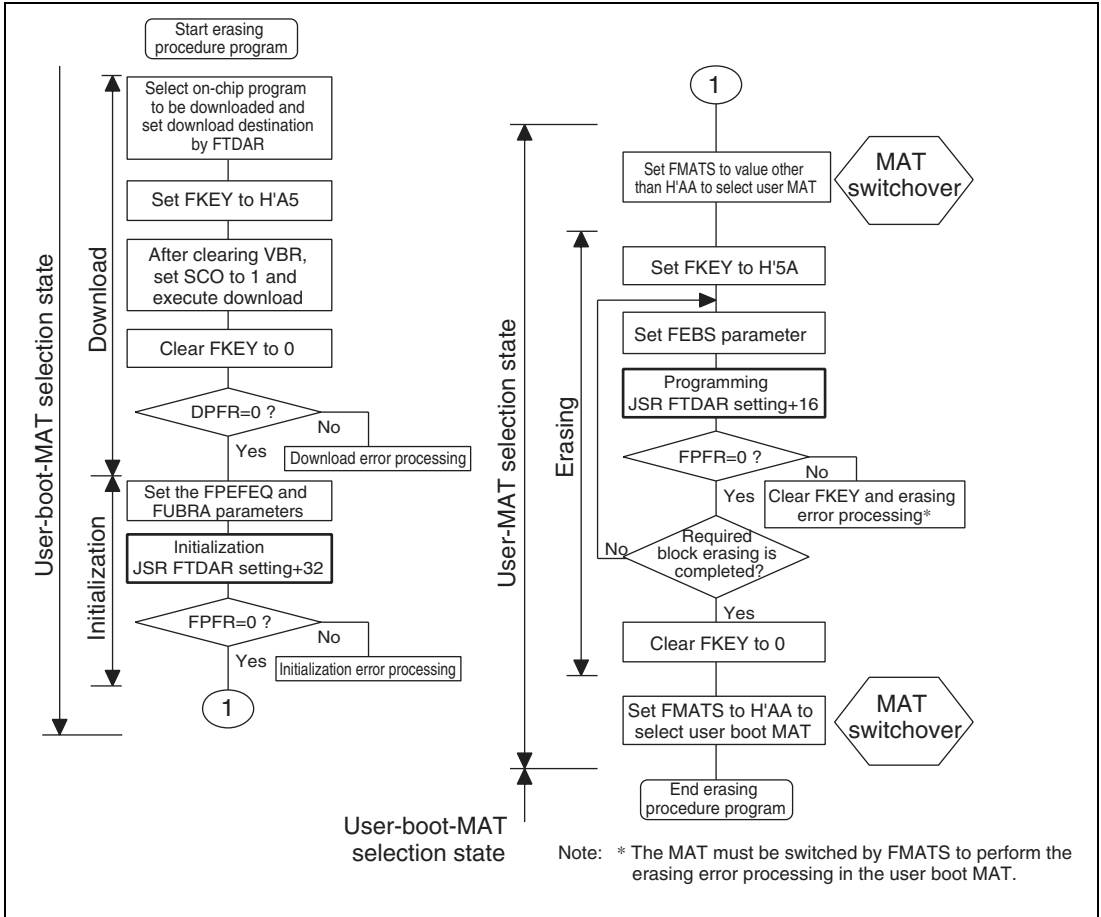 Start erasing
procedure program
Select on-chip program
to be downloaded and
set download destination
by FTDAR
Set FKEY to H'A5
After clearing VBR,
set SCO to 1 and
execute download
Clear FKEY to 0
DPFR=0 ?
No
Yes
Download error processing
Set the FPEFEQ and
FUBRA parameters
Initialization
JSR FTDAR setting+32
FPFR=0 ?
No
Yes
Initialization error processing
1
Download
Initialization
User-boot-MAT selection state
1
Set FMATS to value other
than H'AA to select user MAT
MAT
switchover
Set FKEY to H'5A
Set FEBS parameter
Programming
JSR FTDAR setting+16
FPFR=0 ?
No
Yes
Clear FKEY and erasing
error processing*
Required
block erasing is
completed?
No
Yes
Clear FKEY to 0
Set FMATS to H'AA to
select user boot MAT
MAT
switchover
End erasing
procedure program
Erasing
User-MAT selection state
User-boot-MAT
selection state
Note: * The MAT must be switched by FMATS to perform the
erasing error processing in the user boot MAT.